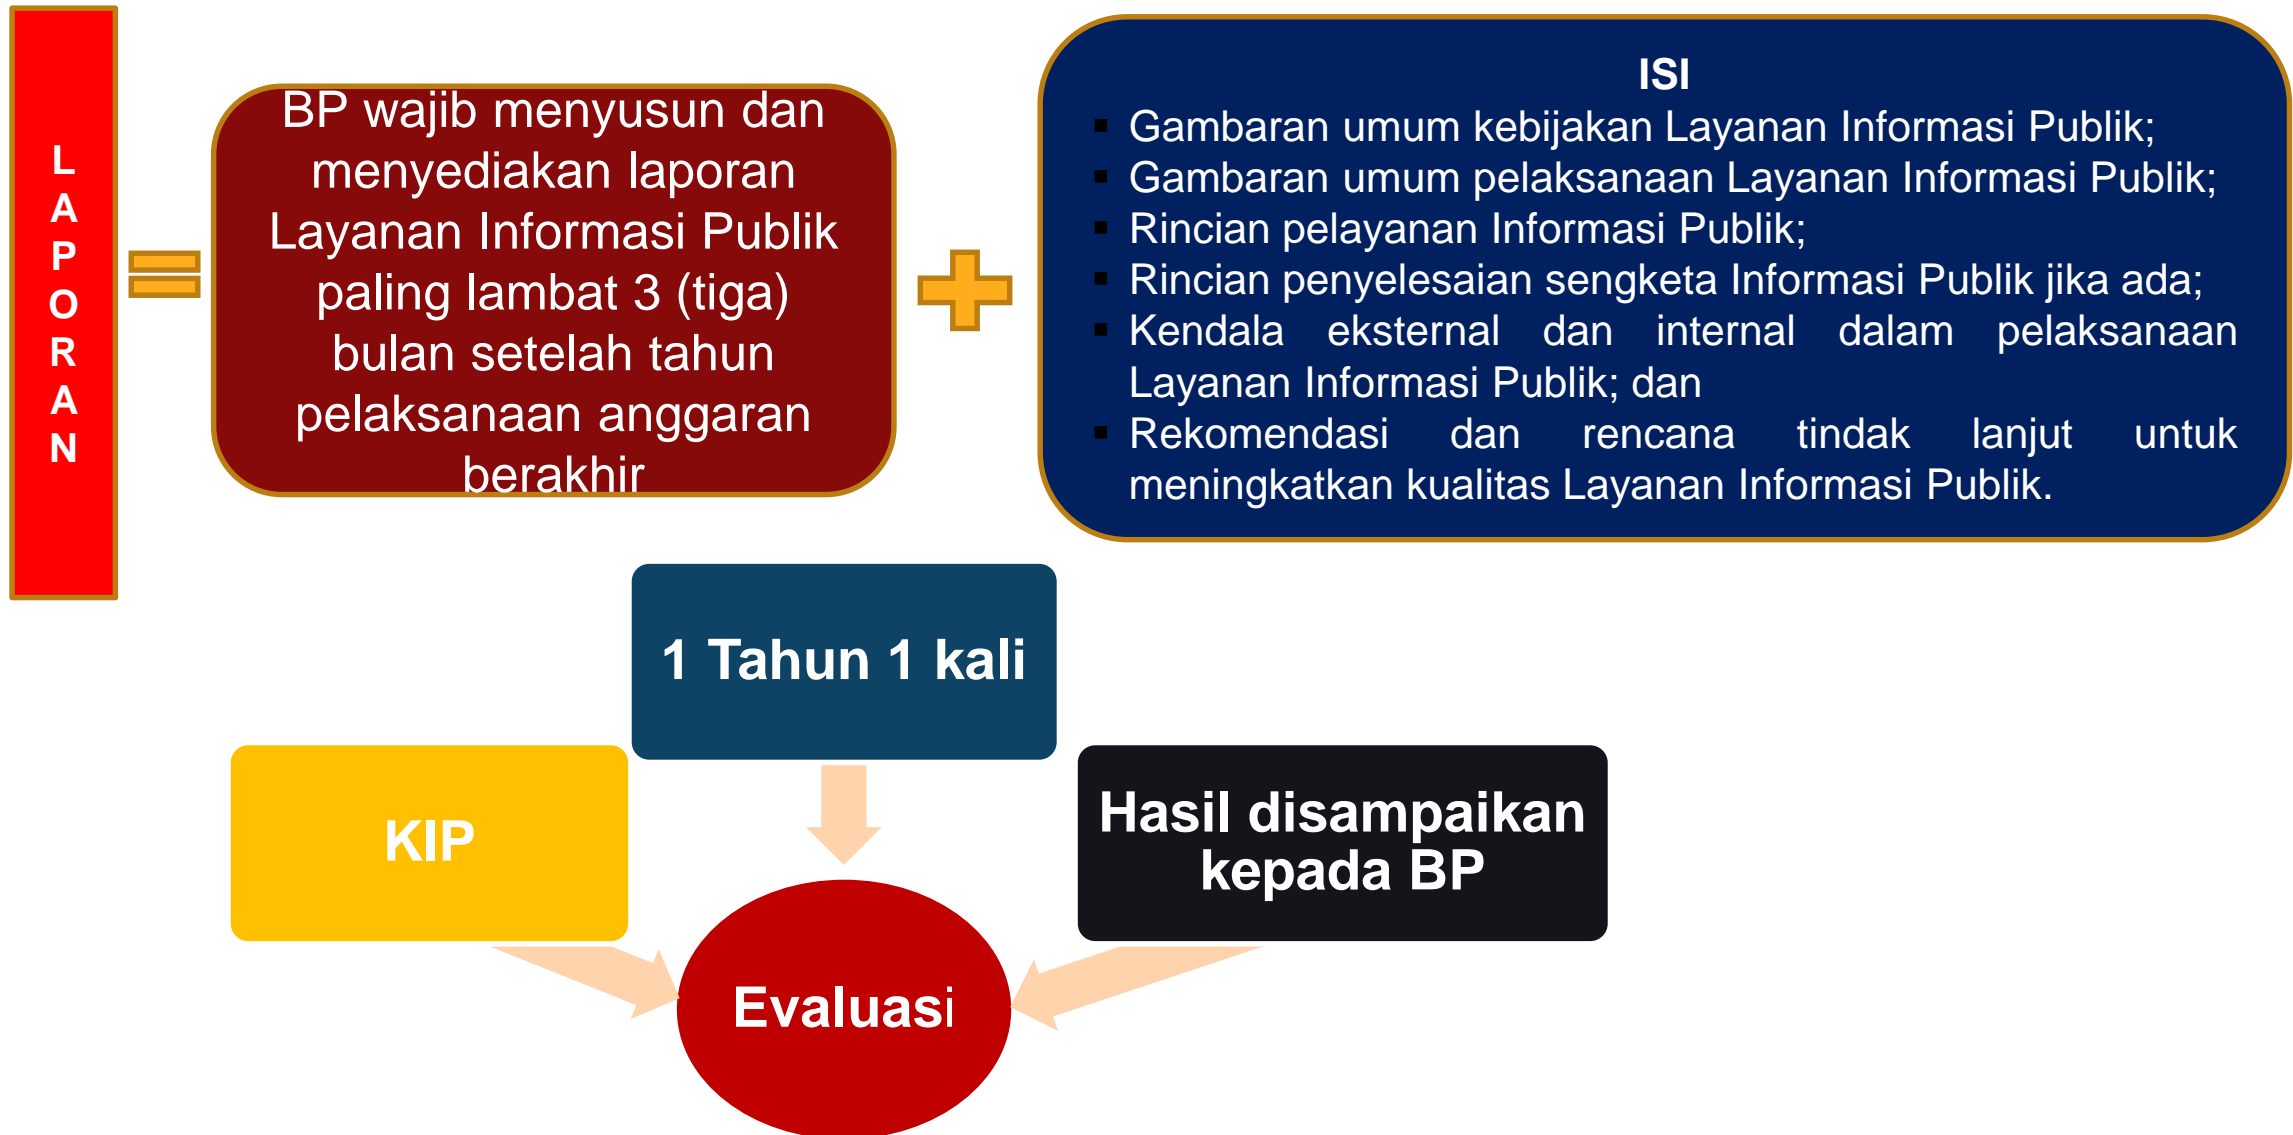 L
A
P
O
R
A
N
BP wajib menyusun dan
menyediakan laporan
Layanan Informasi Publik
paling lambat 3 (tiga)
bulan setelah tahun
pelaksanaan anggaran
berakhir
ISI
▪ Gambaran umum kebijakan Layanan Informasi Publik;
▪ Gambaran umum pelaksanaan Layanan Informasi Publik;
▪ Rincian pelayanan Informasi Publik;
▪ Rincian penyelesaian sengketa Informasi Publik jika ada;
▪ Kendala eksternal dan internal dalam pelaksanaan
Layanan Informasi Publik; dan
▪ Rekomendasi dan rencana tindak lanjut untuk
meningkatkan kualitas Layanan Informasi Publik.
1 Tahun 1 kali
KIP
Hasil disampaikan
kepada BP
Evaluasi